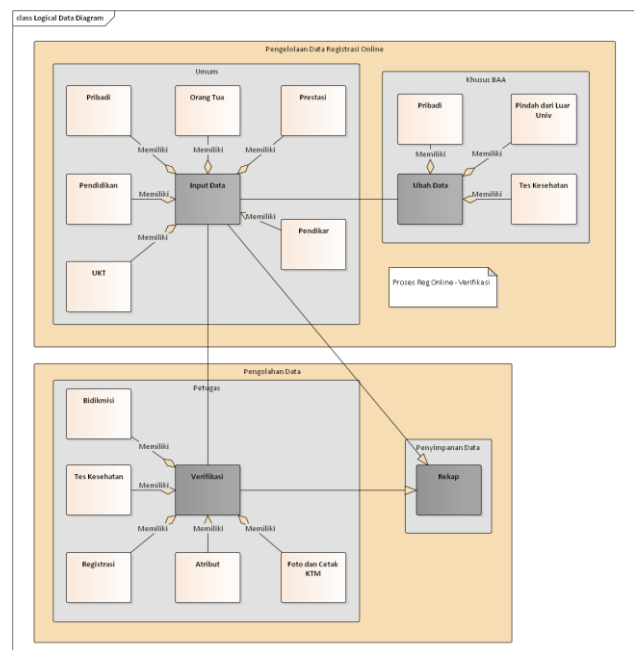 class Logical Data Diagram
Pengelolaan Data Registrasi Online
Umum
Pribadi
Orang Tua
Prestasi
Memiliki
Memiliki
Memiliki
Pendidikan
Memiliki
Input Data
Memiliki
Pendikar
UKT
Memiliki
Khusus BAA
Pribadi
Pindah dari Luar
Univ
Memiliki
Memiliki
Ubah Data
Memiliki
Tes Kesehatan
Proses Reg Online - Verifikasi
Pengolahan Data
Petugas
Bidikmisi
Memiliki
Tes Kesehatan
Memiliki
Verifikasi
Memiliki
Memiliki
Memiliki
Registrasi
Atribut
Foto dan Cetak
KTM
Penyimpanan Data
Rekap